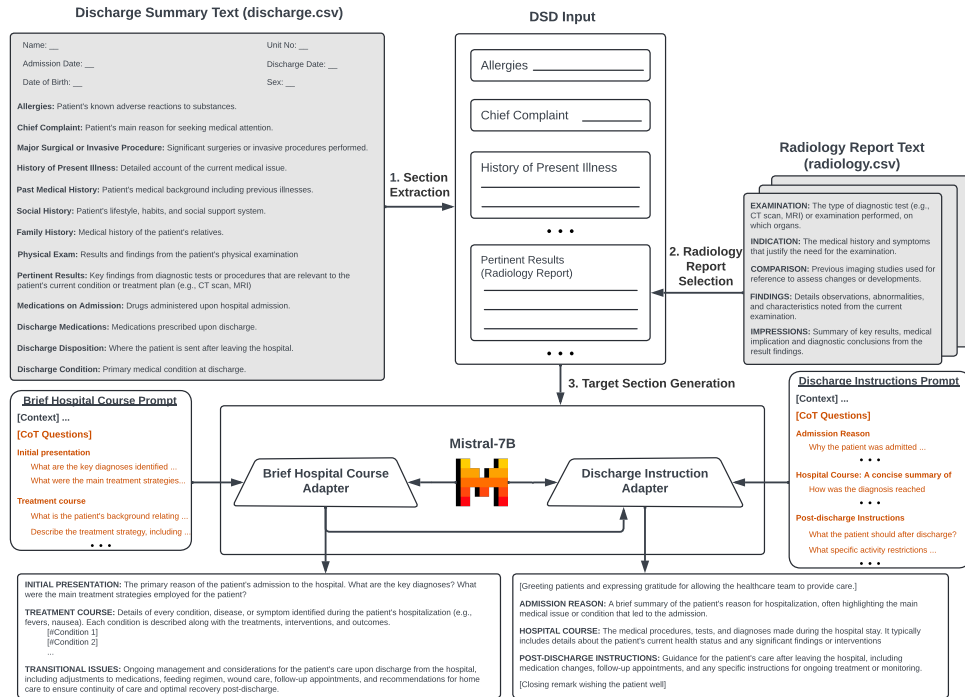 Discharge Summary Text (discharge.csv)
Name: __
Unit No: __
Admission Date: __
Discharge Date: __
Date of Birth: __
Sex: __
Allergies: Patient's known adverse reactions to substances.
Chief Complaint: Patient's main reason for seeking medical attention.
Major Surgical or Invasive Procedure: Significant surgeries or invasive procedures performed.
History of Present Illness: Detailed account of the current medical issue.
Past Medical History: Patient's medical background including previous illnesses.
Social History: Patient's lifestyle, habits, and social support system.
Family History: Medical history of the patient's relatives.
Physical Exam: Results and findings from the patient's physical examination
Pertinent Results: Key findings from diagnostic tests or procedures that are relevant to the
patient's current condition or treatment plan (e.g., CT scan, MRI)
Medications on Admission: Drugs administered upon hospital admission.
Discharge Medications: Medications prescribed upon discharge.
Discharge Disposition: Where the patient is sent after leaving the hospital.
Discharge Condition: Primary medical condition at discharge.
1. Section
Extraction
DSD Input
Allergies
Chief Complaint
History of Present Illness
• • •
Pertinent Results
(Radiology Report)
• • •
2. Radiology
Report
Selection
Radiology Report Text
(radiology.csv)
EXAMINATION: The type of diagnostic test (e.g.,
CT scan, MRI) or examination performed, on
which organs.
INDICATION: The medical history and symptoms
that justify the need for the examination.
COMPARISON: Previous imaging studies used for
reference to assess changes or developments.
FINDINGS: Details observations, abnormalities,
and characteristics noted from the current
examination.
IMPRESSIONS: Summary of key results, medical
implication and diagnostic conclusions from the
result findings.
3. Target Section Generation
Brief Hospital Course Prompt
[Context] ...
[CoT Questions]
Initial presentation
What are the key diagnoses identified ...
What were the main treatment strategies...
Treatment course
What is the patient's background relating ...
Describe the treatment strategy, including ...
• • •
Mistral-7B
Brief Hospital Course
Adapter
Discharge Instruction
Adapter
Discharge Instructions Prompt
[Context] ...
[CoT Questions]
Admission Reason
Why the patient was admitted ...
• • •
Hospital Course: A concise summary of
How was the diagnosis reached
• • •
Post-discharge Instructions
What the patient should after discharge?
What specific activity restrictions ...
• • •
INITIAL PRESENTATION: The primary reason of the patient's admission to the hospital. What are the key diagnoses? What
were the main treatment strategies employed for the patient?
TREATMENT COURSE: Details of every condition, disease, or symptom identified during the patient's hospitalization (e.g.,
fevers, nausea). Each condition is described along with the treatments, interventions, and outcomes.
[#Condition 1]
[#Condition 2]
...
TRANSITIONAL ISSUES: Ongoing management and considerations for the patient's care upon discharge from the hospital,
including adjustments to medications, feeding regimen, wound care, follow-up appointments, and recommendations for home
care to ensure continuity of care and optimal recovery post-discharge.
[Greeting patients and expressing gratitude for allowing the healthcare team to provide care.]
ADMISSION REASON: A brief summary of the patient's reason for hospitalization, often highlighting the main
medical issue or condition that led to the admission.
HOSPITAL COURSE: The medical procedures, tests, and diagnoses made during the hospital stay. It typically
includes details about the patient's current health status and any significant findings or interventions
POST-DISCHARGE INSTRUCTIONS: Guidance for the patient's care after leaving the hospital, including
medication changes, follow-up appointments, and any specific instructions for ongoing treatment or monitoring.
[Closing remark wishing the patient well]